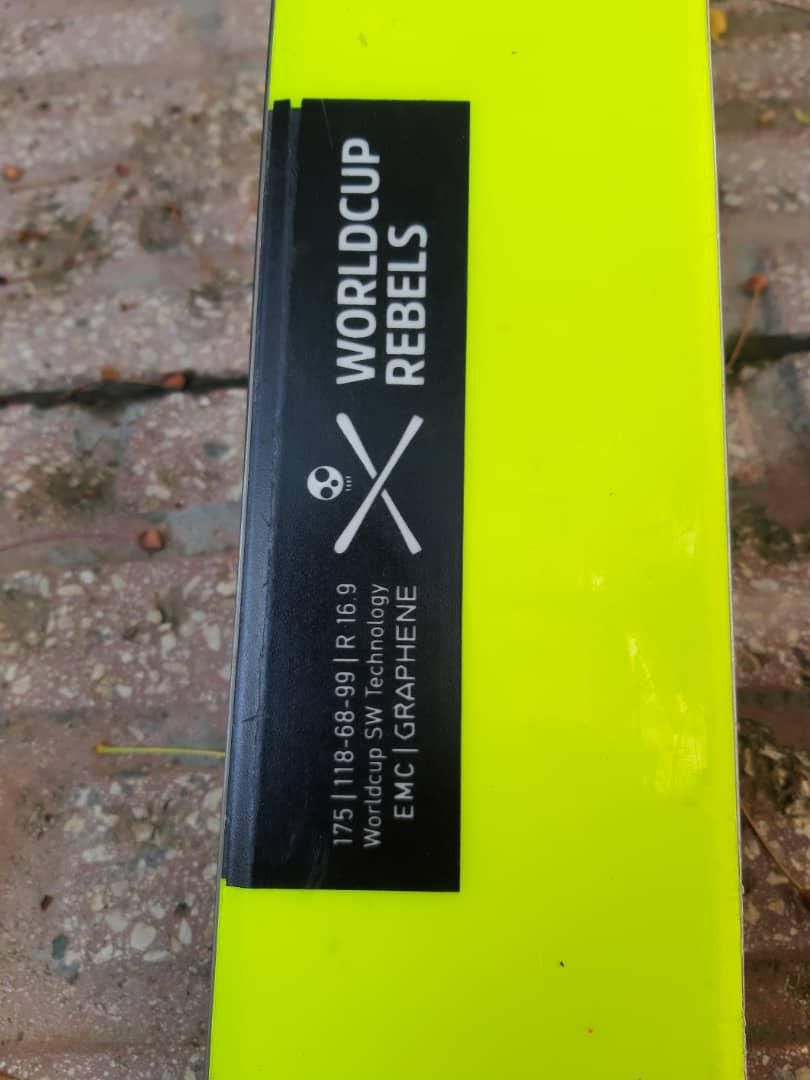 WORLDCUP
REBELS
175 | 118-68-99 | R 16.9
Worldcup SW Technology
EMC | GRAPHENE